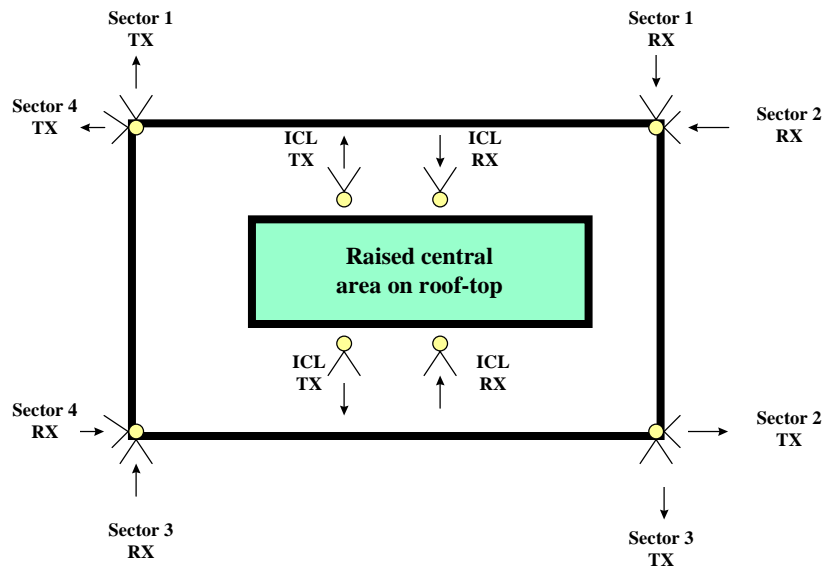 Sector 1
TX
Sector 1
RX
Sector 4
TX
Sector 2
RX
ICL
TX
ICL
RX
Raised central
area on roof-top
ICL
TX
ICL
RX
Sector 4
RX
Sector 2
TX
Sector 3
RX
Sector 3
TX